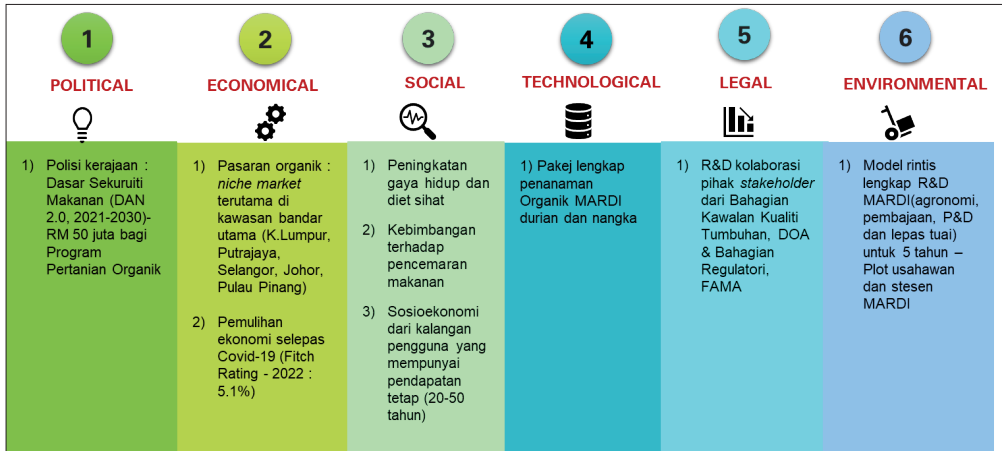 1
POLITICAL
1) Polisi kerajaan :
Dasar Sekuruiti
Makanan (DAN
2.0, 2021-2030)-
RM 50 juta bagi
Program
Pertanian Organik
2
ECONOMICAL
1) Pasaran organik :
niche market
terutama di
kawasan bandar
utama (K.Lumpur,
Putrajaya,
Selangor, Johor,
Pulau Pinang)
2) Pemulihan
ekonomi selepas
Covid-19 (Fitch
Rating - 2022 :
5.1%)
3
SOCIAL
1) Peningkatan
gaya hidup dan
diet sihat
2) Kebimbangan
terhadap
pencemaran
makanan
3) Sosioekonomi
dari kalangan
pengguna yang
mempunyai
pendapatan
tetap (20-50
tahun)
4
TECHNOLOGICAL
1) Pakej lengkap
penanaman
Organik MARDI
durian dan nangka
5
LEGAL
1) R&D kolaborasi
pihak stakeholder
dari Bahagian
Kawalan Kualiti
Tumbuhan, DOA
& Bahagian
Regulatori,
FAMA
6
ENVIRONMENTAL
1) Model rintis
lengkap R&D
MARDI(agronomi,
pembajaan, P&D
dan lepas tuai)
untuk 5 tahun –
Plot usahawan
dan stesen
MARDI